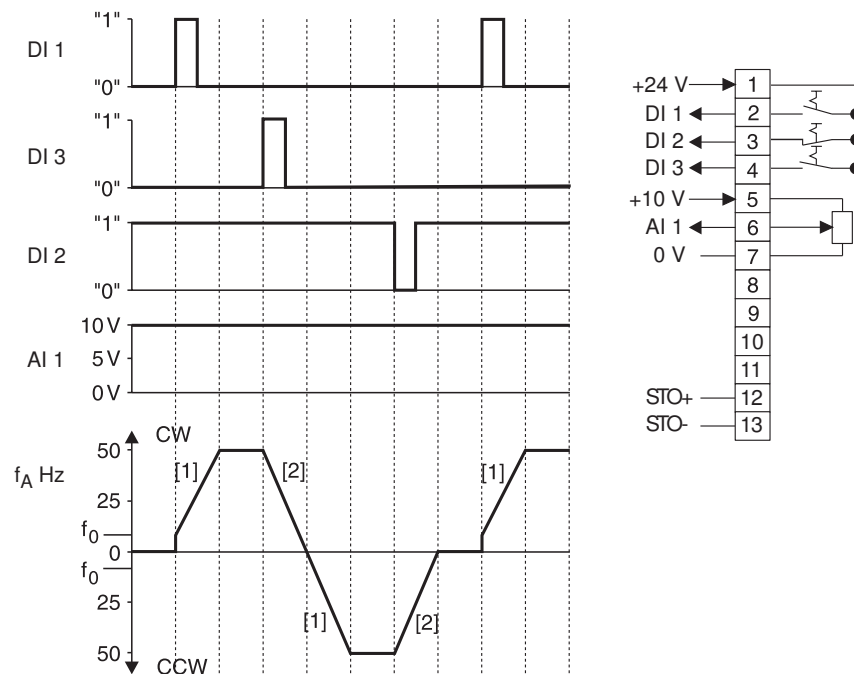 DI 1
"1"
"0"
DI 3
"1"
"0"
DI 2
"1"
"0"
AI 1
10 V
5 V
0 V
CW
50
fA Hz
[1]
[2]
[1]
25
f0
0
f0
25
[1]
[2]
50
CCW
+24 V
1
DI 1
2
DI 2
3
DI 3
4
+10 V
5
AI 1
6
0 V
7
8
9
10
11
STO+
12
STO-
13